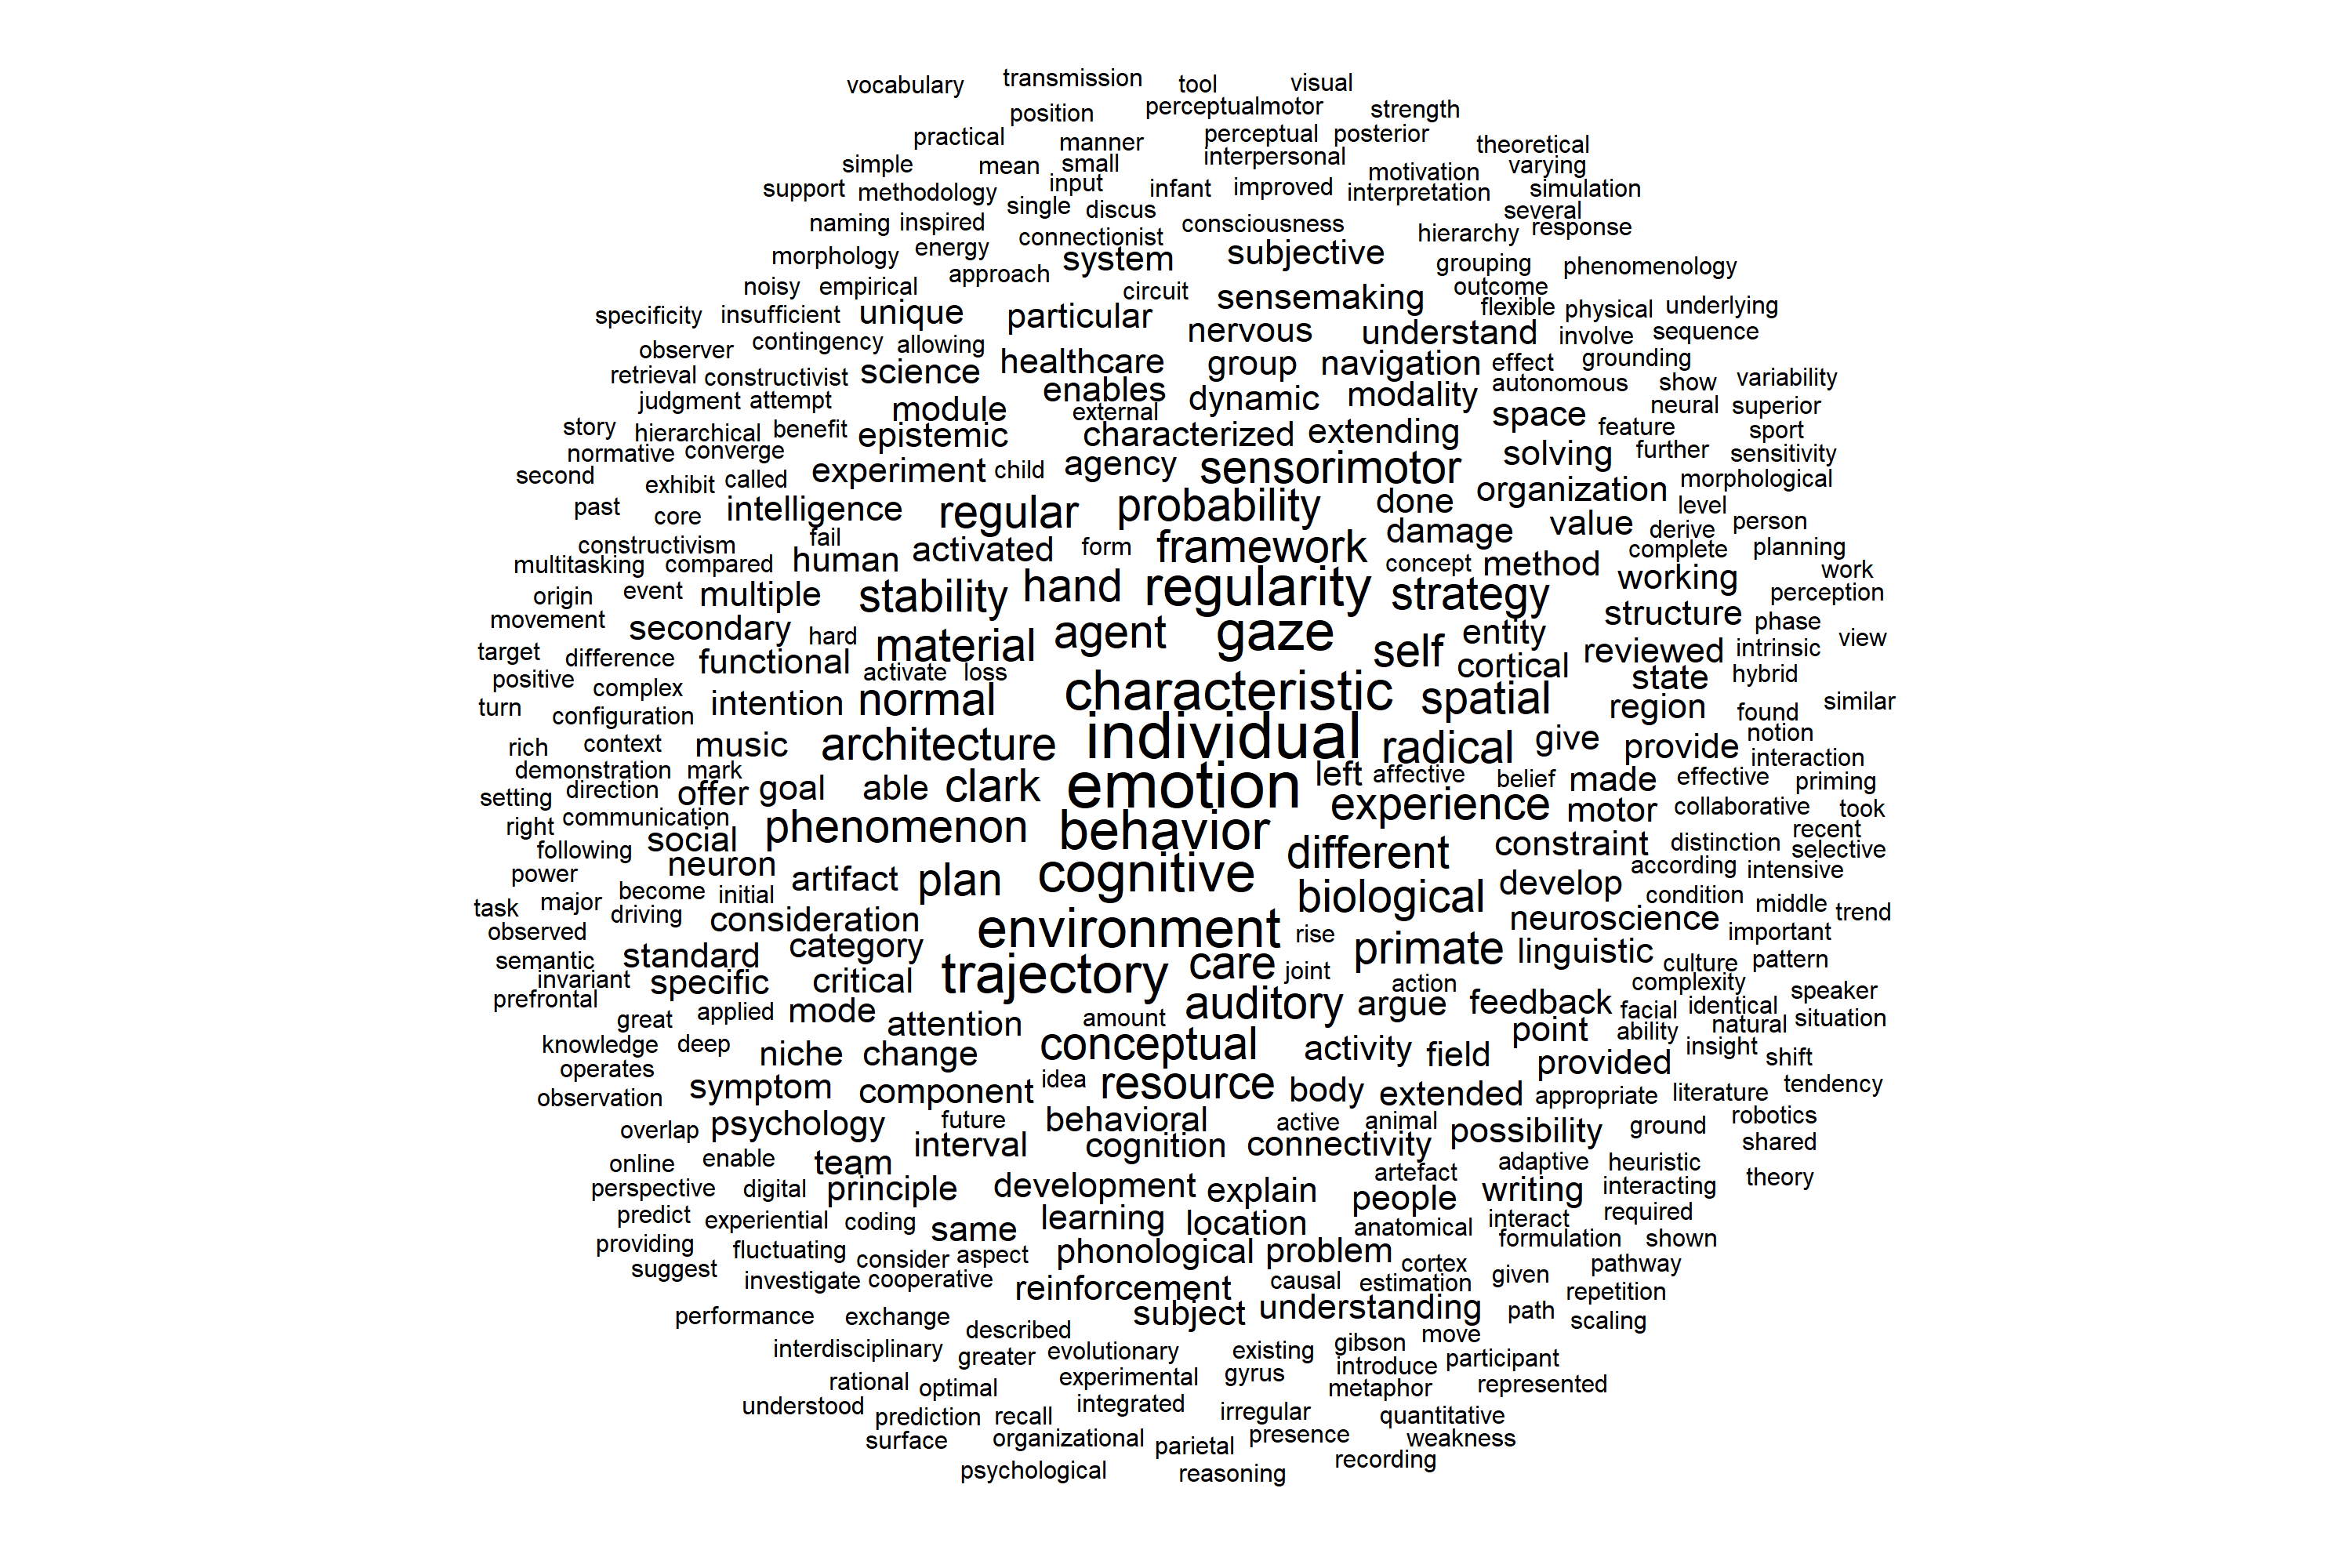 vocabulary transmission tool visual
position perceptualmotor strength
practical manner perceptual posterior theoretical
simple mean small interpersonal motivation varying
support methodology input infant improved interpretation simulation
naming inspired single discus consciousness several
morphology energy connectionist system subjective hierarchy response
noisy empirical approach circuit sensemaking grouping outcome phenomenology
specificity insufficient unique particular nervous understand flexible physical underlying
observer contingency allowing healthcare group navigation effect involve sequence grounding
retrieval constructivist science enables dynamic modality autonomous show variability
judgment attempt module external space neural superior
story hierarchical benefit epistemic characterized extending feature sport
normative converge experiment child agency sensorimotor solving further sensitivity
second exhibit called intelligence regular probability done organization morphological
past core fail damage value level derive person
constructivism human activated form framework concept method complete planning
multitasking compared multiple stability hand regularity strategy working work
origin event structure perception
movement secondary hard material agent gaze self entity phase
target difference functional activate loss cortical reviewed intrinsic view
positive complex intention normal characteristic spatial state hybrid
turn configuration region found similar
rich context music architecture individual radical give provide notion
demonstration mark left affective belief made effective interaction priming
setting direction offer goal able clark emotion experience motor collaborative took
right communication social phenomenon behavior different constraint distinction recent
following neuron according selective
power become initial artifact plan cognitive biological develop condition intensive
task major driving consideration neuroscience middle trend
observed standard category environment rise primate linguistic important
semantic invariant specific critical trajectory care joint action culture pattern
prefrontal great applied mode auditory argue feedback complexity facial identical speaker
attention amount point ability natural situation
knowledge deep niche change conceptual activity field provided insight shift
operates symptom component idea resource body extended appropriate literature tendency
observation robotics
overlap psychology future behavioral active animal possibility ground shared
online enable team interval cognition connectivity artefact adaptive heuristic theory
perspective digital principle development explain people writing interacting
predict experiential coding same learning location anatomical interact required
providing fluctuating consider aspect phonological problem cortex formulation shown
suggest investigate cooperative reinforcement causal estimation given pathway repetition
performance exchange subject understanding path scaling
interdisciplinary described greater evolutionary existing gibson move participant
rational optimal experimental gyrus introduce metaphor represented
understood prediction recall integrated irregular quantitative
surface organizational parietal presence weakness
psychological reasoning recording